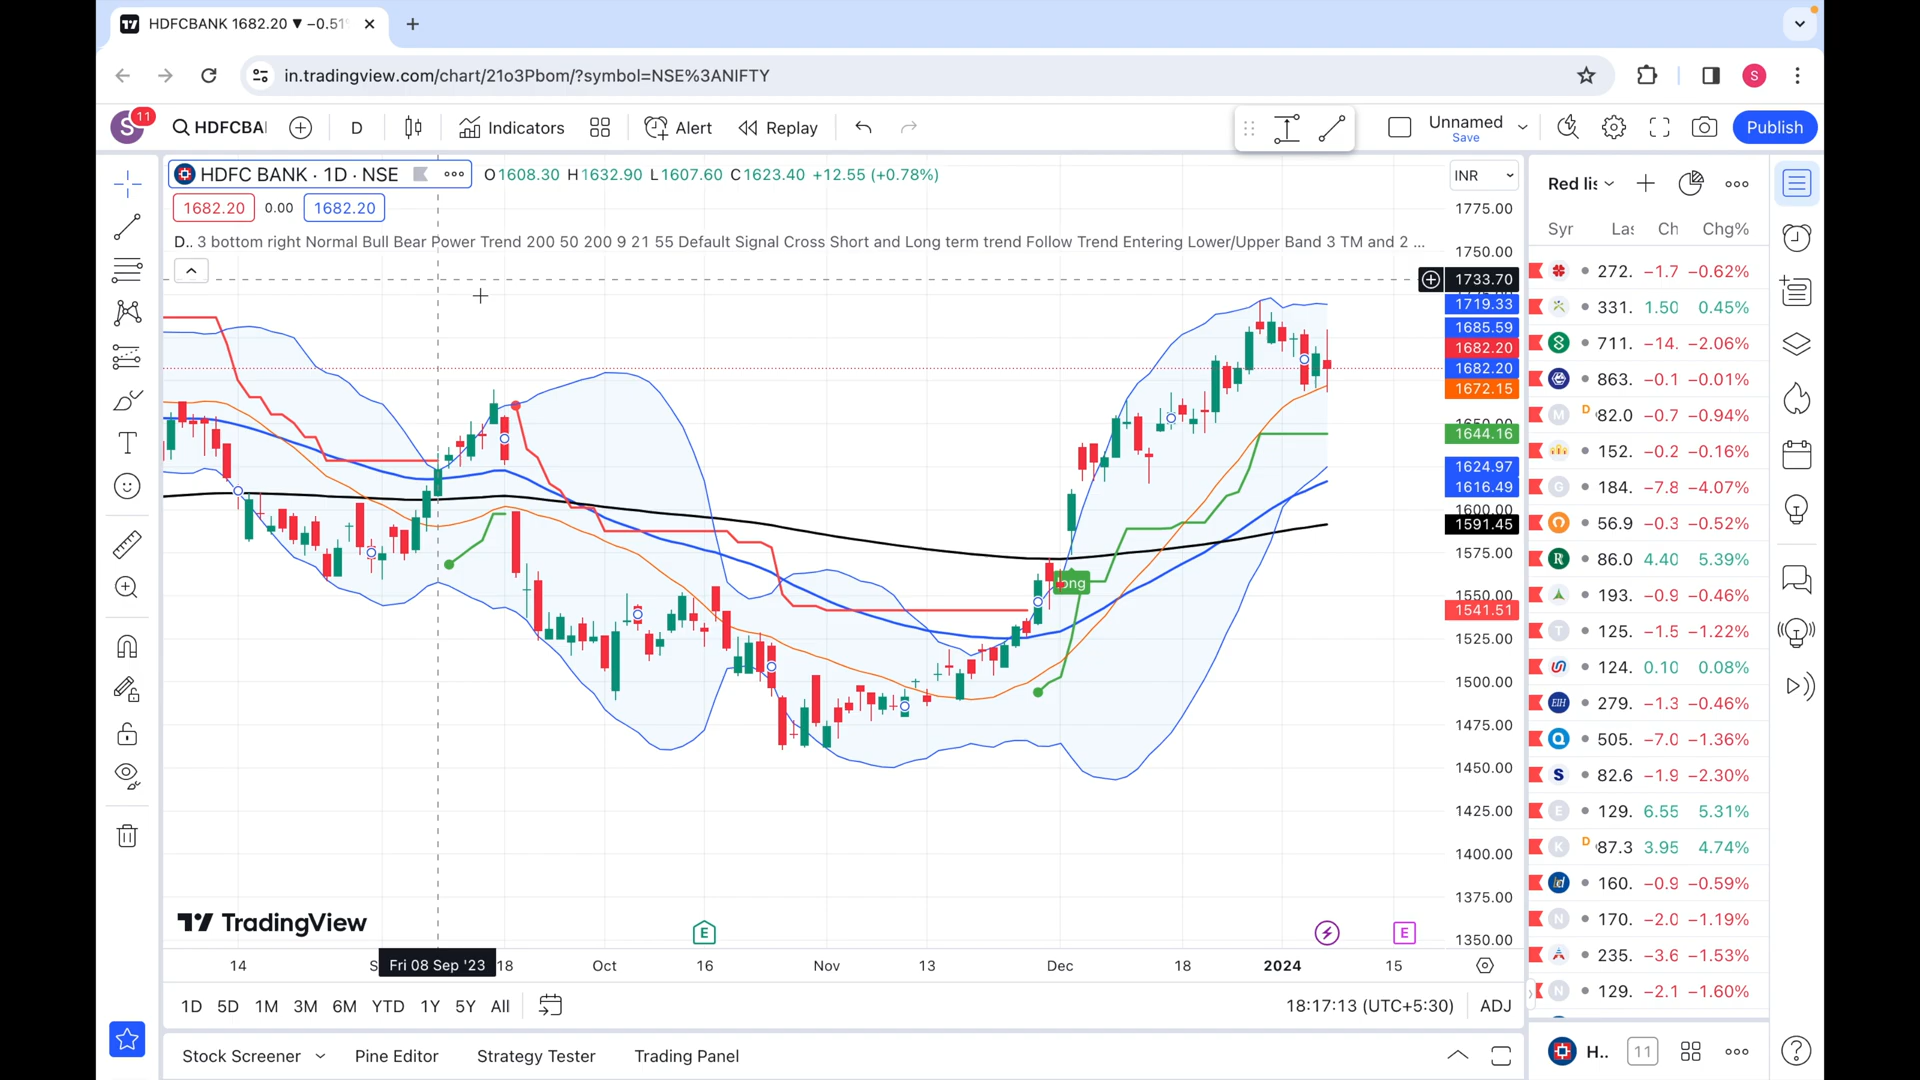 HDFCBANK 1682.20 ▼ −0.51
in.tradingview.com/chart/21o3Pbom/?symbol=NSE%3ANIFTY
S
S 11
HDFCBA
D
Indicators
Alert
Replay
Unnamed
Save
Publish
HDFC BANK · 1D · NSE
O1608.30 H1632.90 L1607.60 C1623.40 +12.55 (+0.78%)
INR
1682.20 0.00 1682.20
D.. 3 bottom right Normal Bull Bear Power Trend 200 50 200 9 21 55 Default Signal Cross Short and Long term trend Follow Trend Entering Lower/Upper Band 3 TM and 2 ...
1775.00
1750.00
1733.70
1719.33
1685.59
1682.20
1682.20
1672.15
1644.16
1624.97
1616.49
1600.00
1591.45
1575.00
1550.00
1541.51
1525.00
1500.00
1475.00
1450.00
1425.00
1400.00
1375.00
1350.00
TradingView
E
E
14
Fri 08 Sep '23
18
Oct
16
Nov
13
Dec
18
2024
15
1D 5D 1M 3M 6M YTD 1Y 5Y All
18:17:13 (UTC+5:30) ADJ
Stock Screener Pine Editor Strategy Tester Trading Panel
Red lis
Syr Las Ch Chg%
272. −1.7 −0.62%
331. 1.50 0.45%
711. −14. −2.06%
863. −0.1 −0.01%
M D 82.0 −0.7 −0.94%
152. −0.2 −0.16%
G 184. −7.8 −4.07%
56.9 −0.3 −0.52%
R 86.0 4.40 5.39%
193. −0.9 −0.46%
T 125. −1.5 −1.22%
124. 0.10 0.08%
EIH 279. −1.3 −0.46%
Q 505. −7.0 −1.36%
S 82.6 −1.9 −2.30%
E 129. 6.55 5.31%
K D 87.3 3.95 4.74%
160. −0.9 −0.59%
N 170. −2.0 −1.19%
235. −3.6 −1.53%
N 129. −2.1 −1.60%
H.. 11